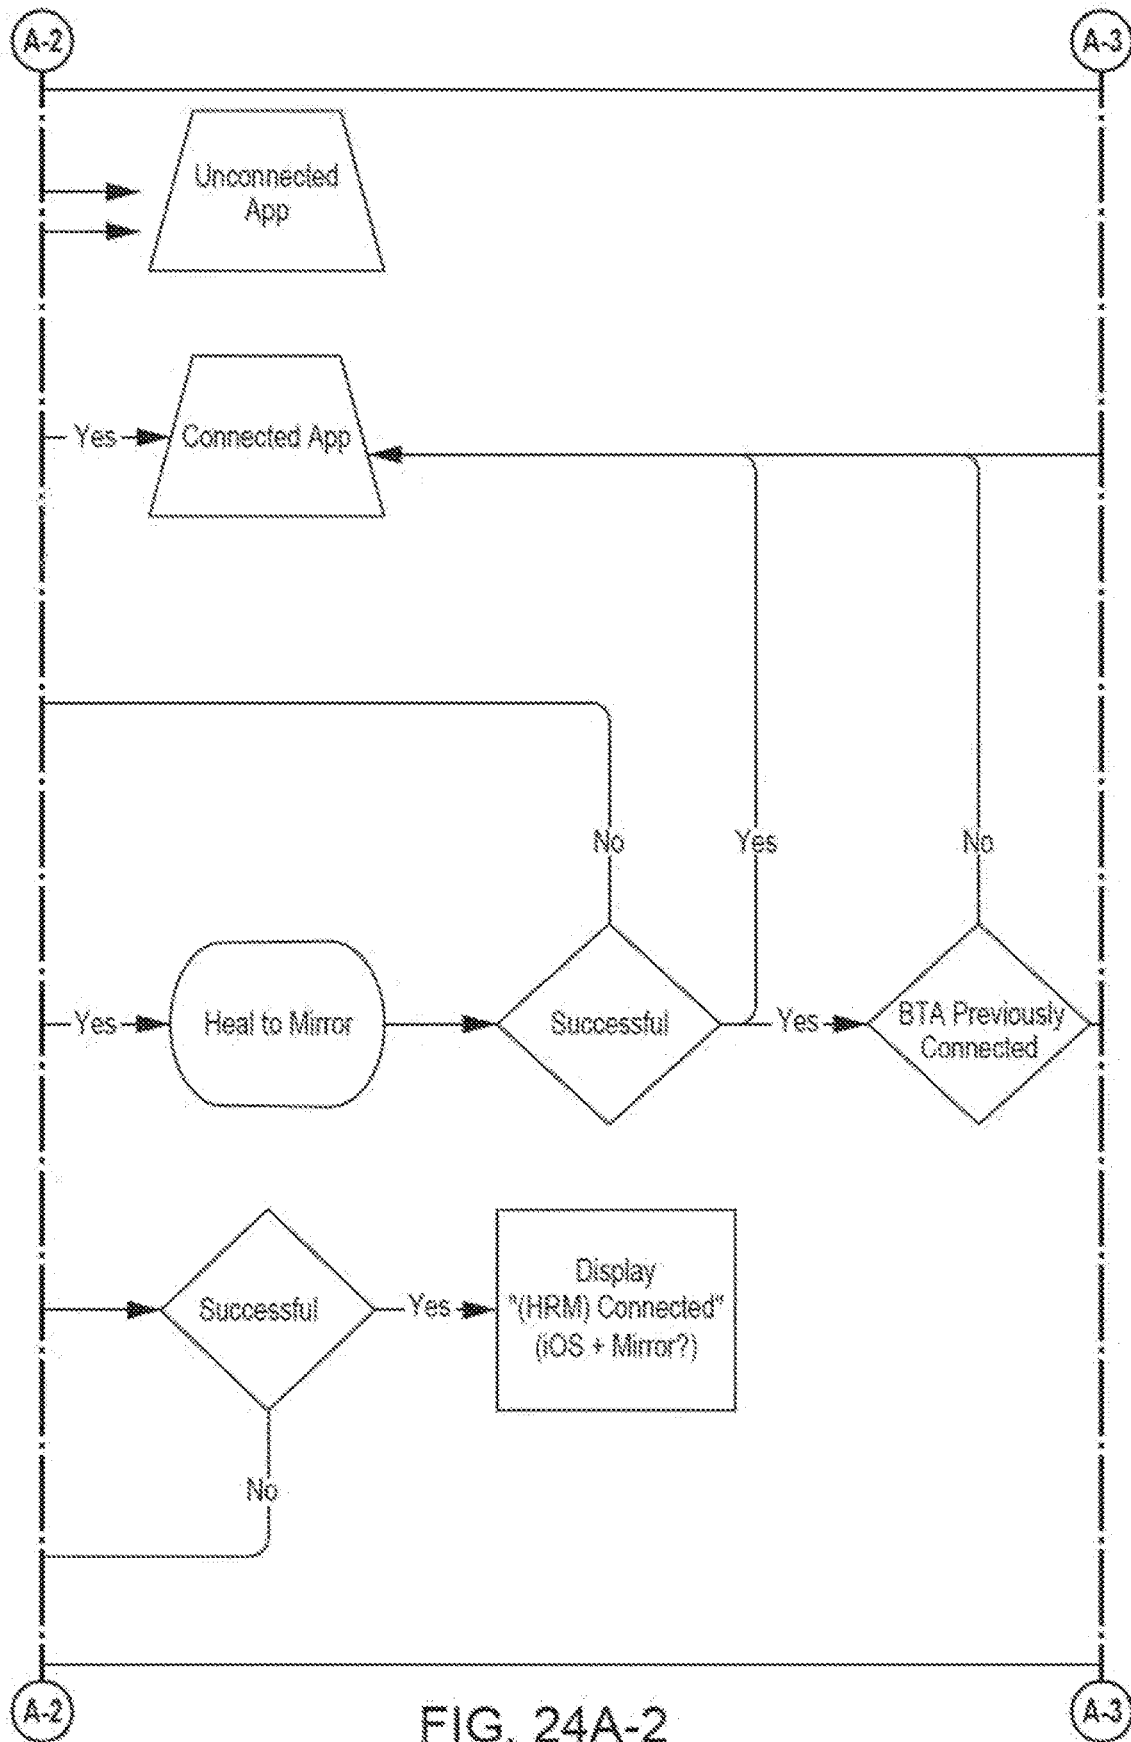 A-2
A-3
Unconnected
App
Yes
Connected App
No
Yes
No
Yes
Heal to Mirror
Successful
Yes
BTA Previously
Connected
Successful
Yes
Display
"(HRM) Connected"
(iOS + Mirror?)
No
A-2
FIG. 24A-2
A-3